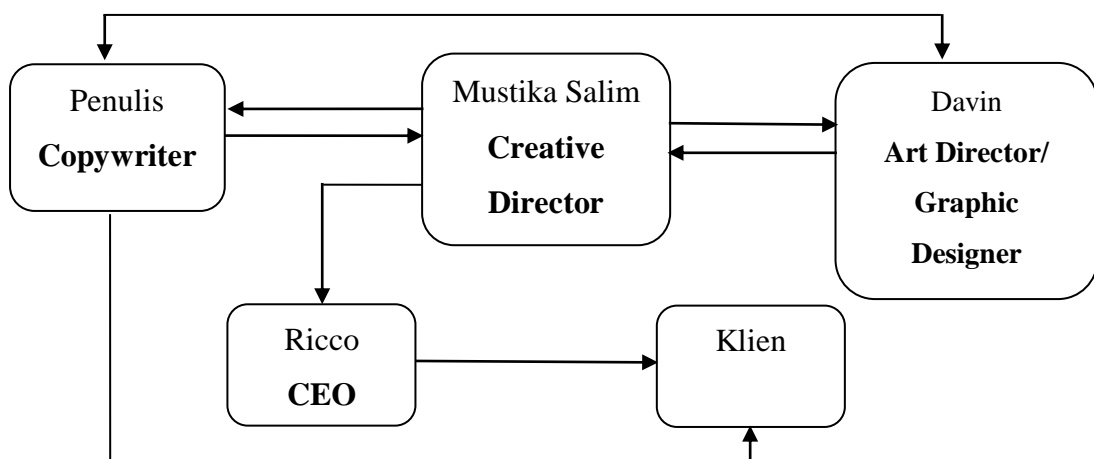 Penulis
Copywriter
Mustika Salim
Creative
Director
Davin
Art Director/
Graphic
Designer
Ricco
CEO
Klien